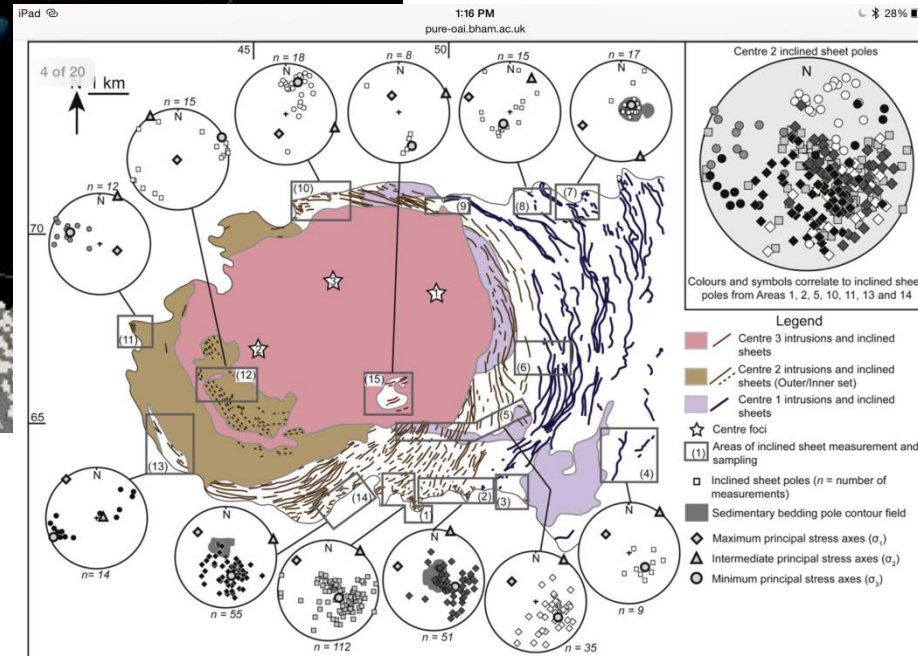 iPad
1:16 PM
28%
pure-oai.bham.ac.uk
4 of 20
N 1 km
45
50
70
65
n = 18
n = 8
n = 15
n = 17
n = 15
n = 12
N
N
N
N
N
N
(10)
(9)
(8)
(7)
(11)
(12)
(15)
(6)
(5)
(13)
(14)
(1)
(2)
(3)
(4)
3
1
2
N
N
N
N
N
N
n = 14
n = 55
n = 112
n = 51
n = 35
n = 9
Centre 2 inclined sheet poles
N
Colours and symbols correlate to inclined shee
poles from Areas 1, 2, 5, 10, 11, 13 and 14
Legend
Centre 3 intrusions and inclined
sheets
Centre 2 intrusions and inclined
sheets (Outer/Inner set)
Centre 1 intrusions and inclined
sheets
Centre foci
(1) Areas of inclined sheet measurement and
sampling
Inclined sheet poles (n = number of
measurements)
Sedimentary bedding pole contour field
Maximum principal stress axes (σ1)
Intermediate principal stress axes (σ2)
Minimum principal stress axes (σ3)